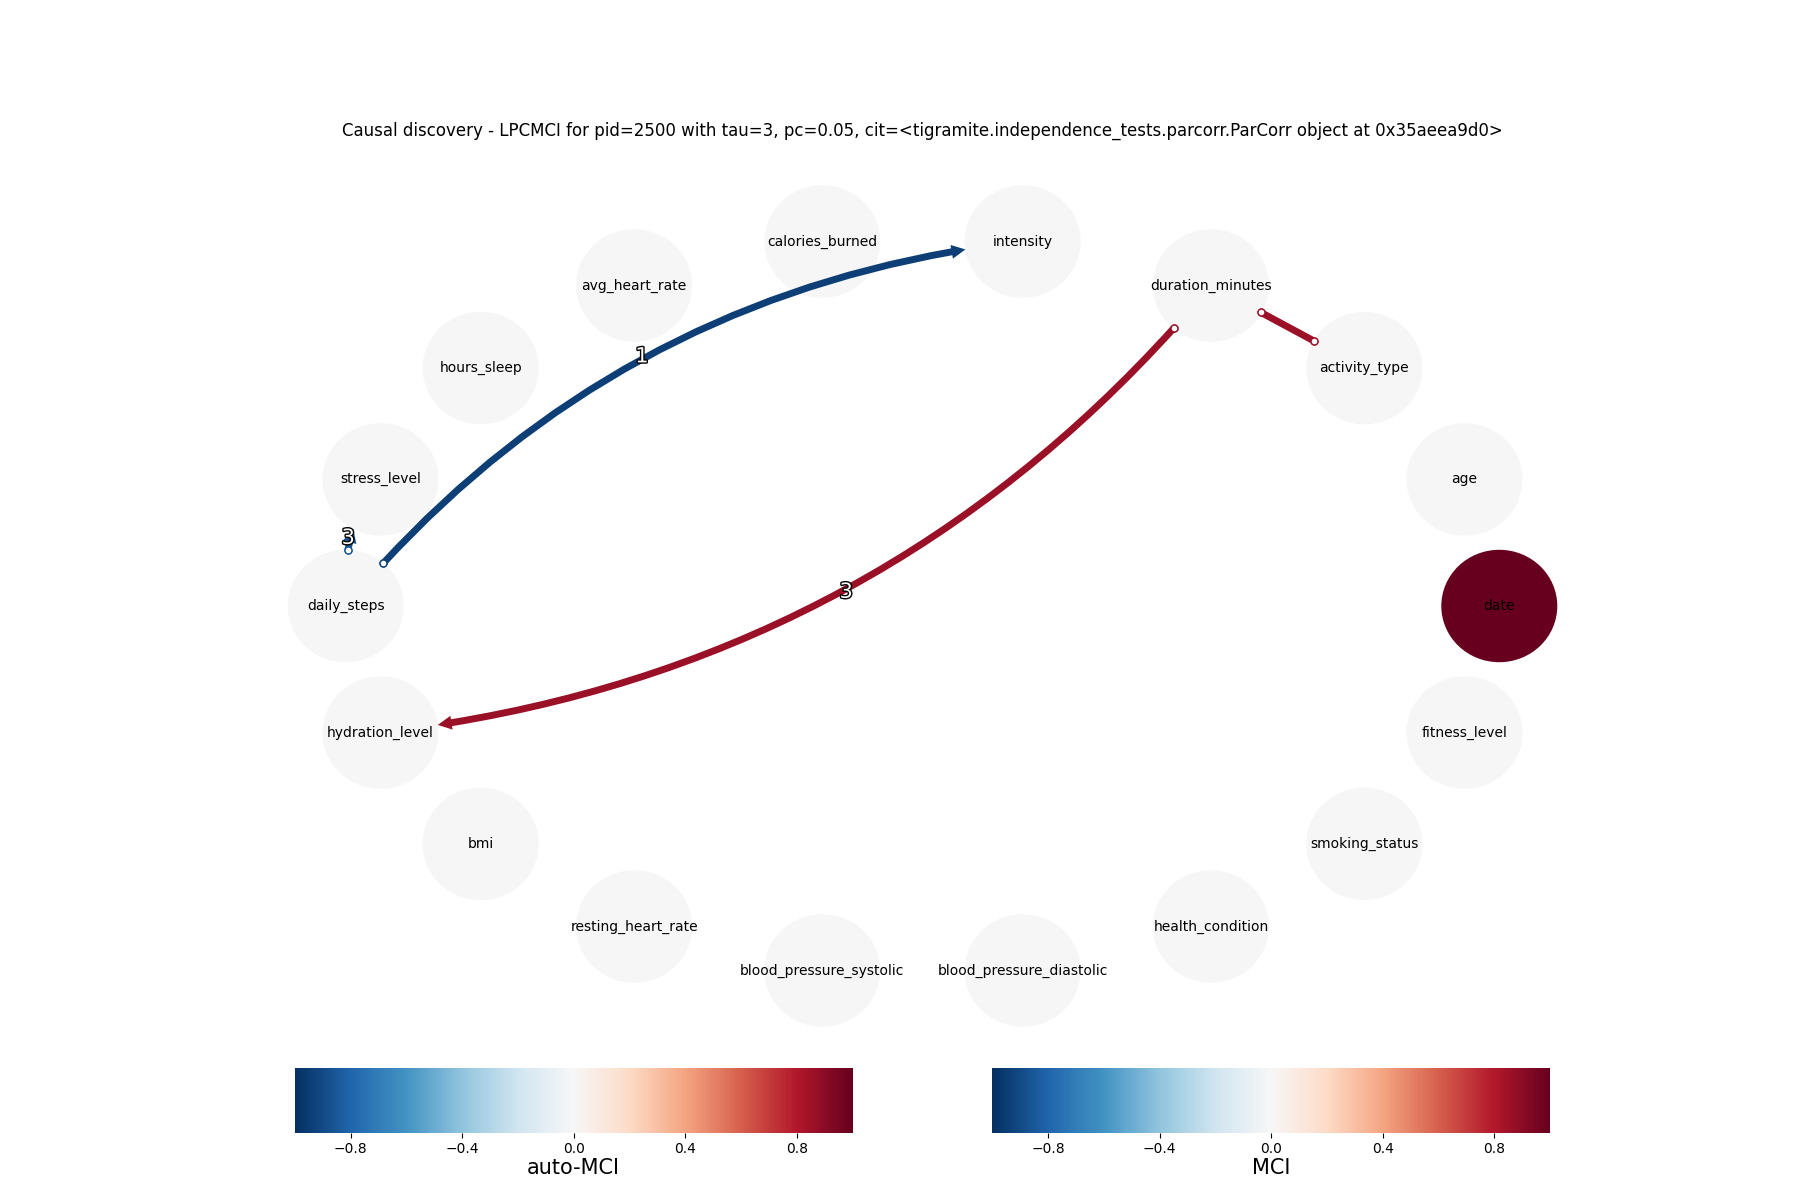 Causal discovery - LPCMCI for pid=2500 with tau=3, pc=0.05, cit=<tigramite.independence_tests.parcorr.ParCorr object at 0x35aeea9d0>
calories_burned
intensity
avg_heart_rate
duration_minutes
1
hours_sleep
activity_type
stress_level
age
3
daily_steps
3
date
hydration_level
fitness_level
bmi
smoking_status
resting_heart_rate
health_condition
blood_pressure_systolic
blood_pressure_diastolic
−0.8 −0.4 0.0 0.4 0.8
auto-MCI
−0.8 −0.4 0.0 0.4 0.8
MCI